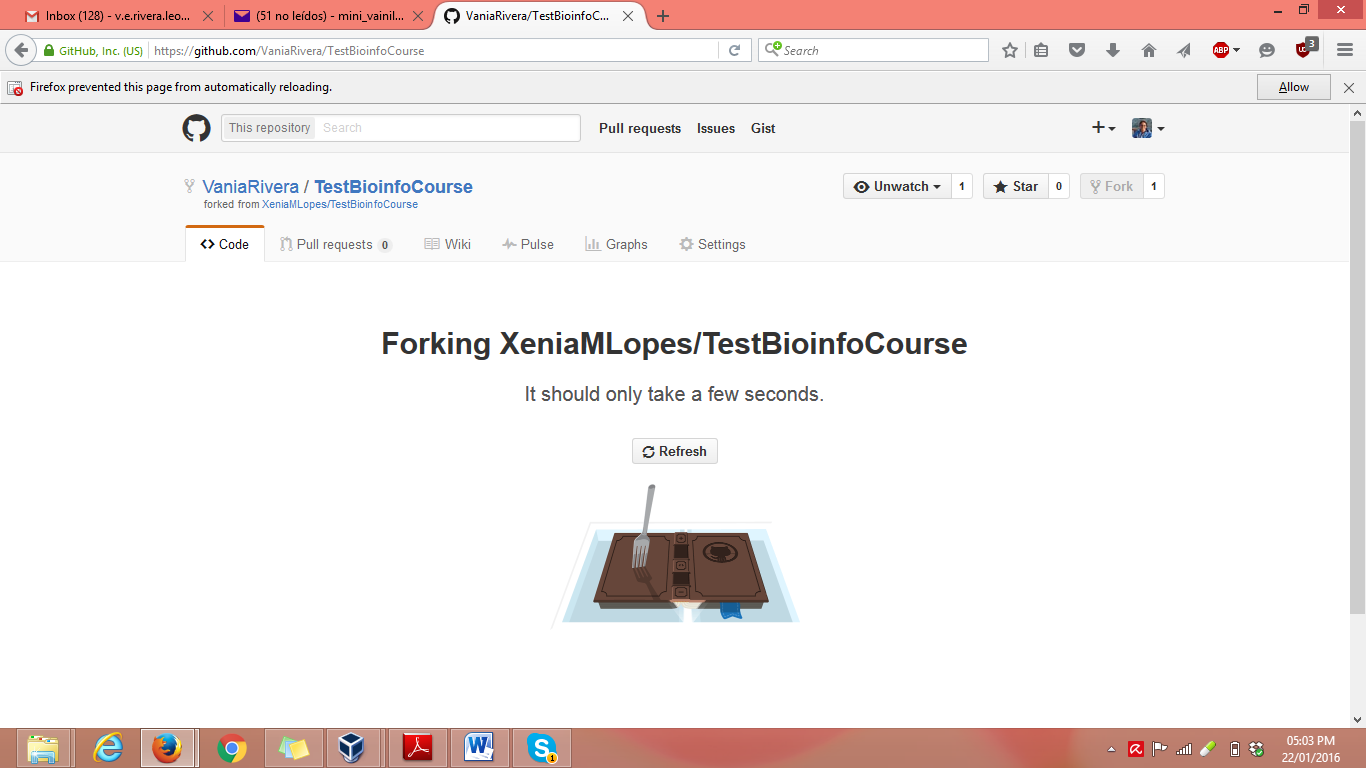 Inbox (128) - v.e.rivera.leo...
(51 no leídos) - mini_vainil...
VaniaRivera/TestBioinfoC...
GitHub, Inc. (US)
https://github.com/VaniaRivera/TestBioinfoCourse
Search
ABP
3
Firefox prevented this page from automatically reloading.
Allow
This repository
Search
Pull requests
Issues
Gist
VaniaRivera / TestBioinfoCourse
Unwatch 1
Star 0
Fork 1
forked from XeniaMLopes/TestBioinfoCourse
Code
Pull requests 0
Wiki
Pulse
Graphs
Settings
Forking XeniaMLopes/TestBioinfoCourse
It should only take a few seconds.
Refresh
1
05:03 PM
22/01/2016